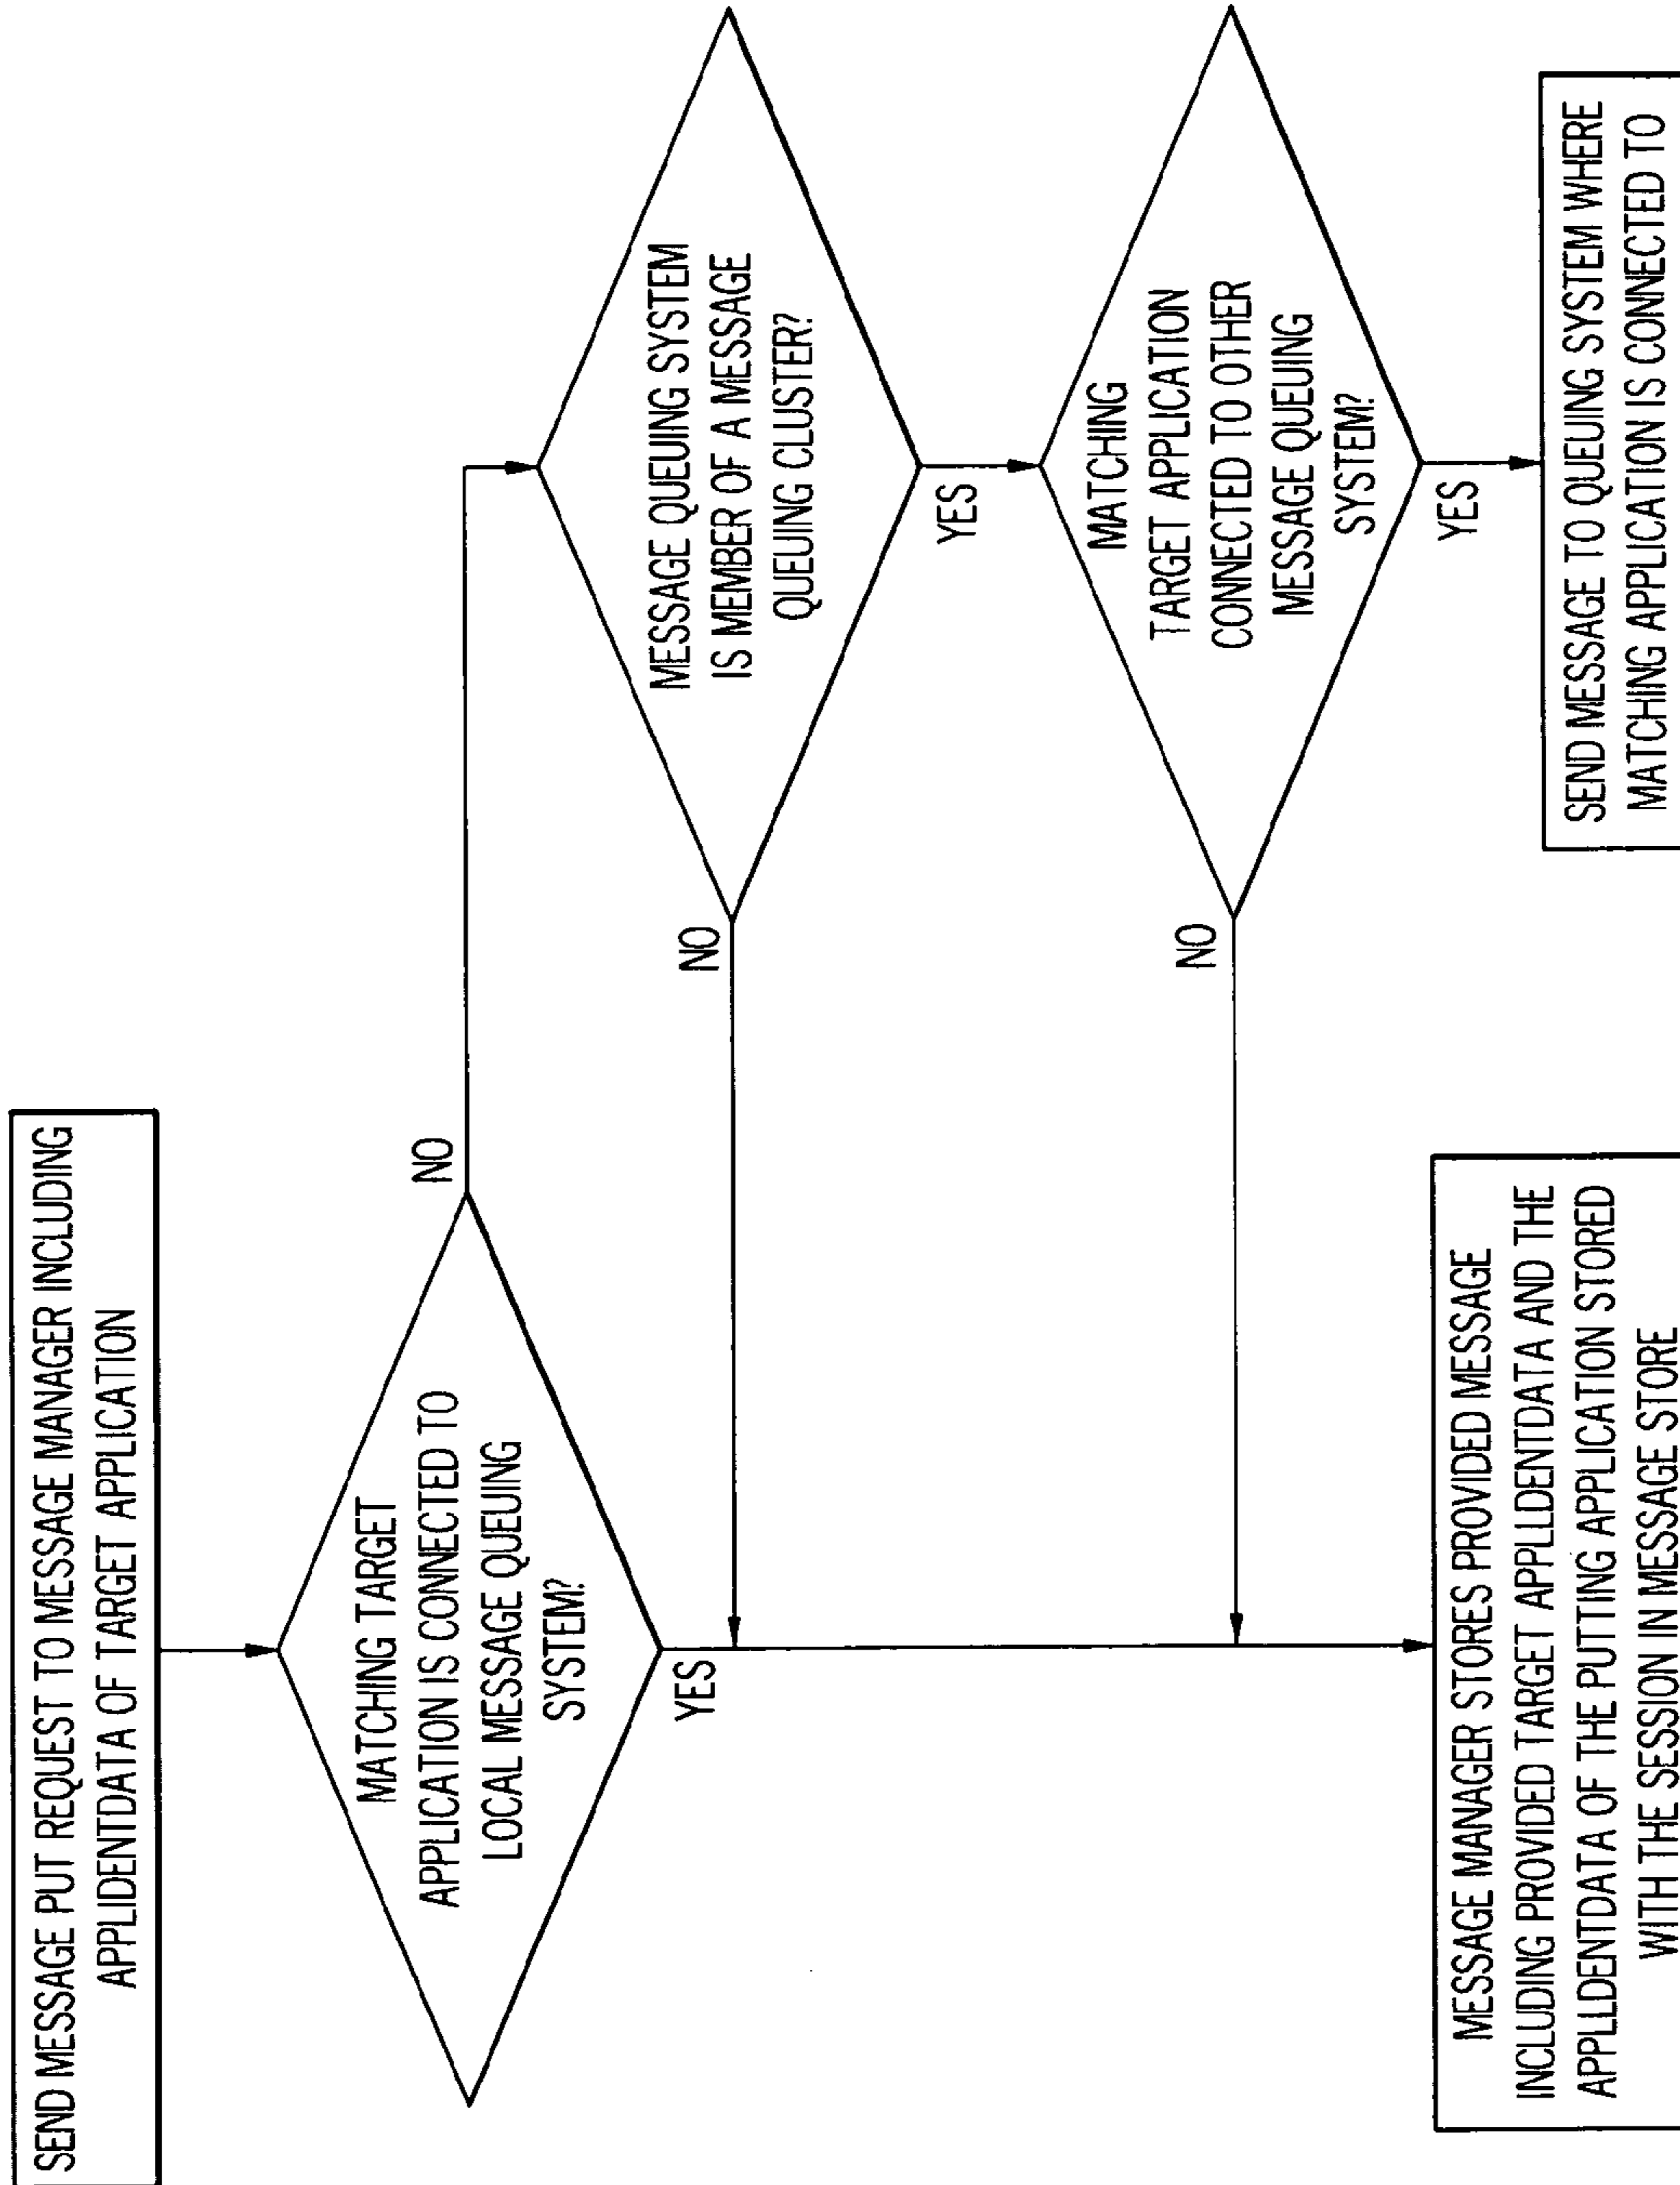 SEND MESSAGE PUT REQUEST TO MESSAGE MANAGER INCLUDING
APPLIDENTDATA OF TARGET APPLICATION
MATCHING TARGET
APPLICATION IS CONNECTED TO
LOCAL MESSAGE QUEUING
SYSTEM?
NO
YES
MESSAGE QUEUING SYSTEM
IS MEMBER OF A MESSAGE
QUEUING CLUSTER?
NO
YES
MATCHING
TARGET APPLICATION
CONNECTED TO OTHER
MESSAGE QUEUING
SYSTEM?
NO
YES
MESSAGE MANAGER STORES PROVIDED MESSAGE
INCLUDING PROVIDED TARGET APPLLDENTDATA AND THE
APPLLDENTDATA OF THE PUTTING APPLICATION STORED
WITH THE SESSION IN MESSAGE STORE
SEND MESSAGE TO QUEUING SYSTEM WHERE
MATCHING APPLICATION IS CONNECTED TO